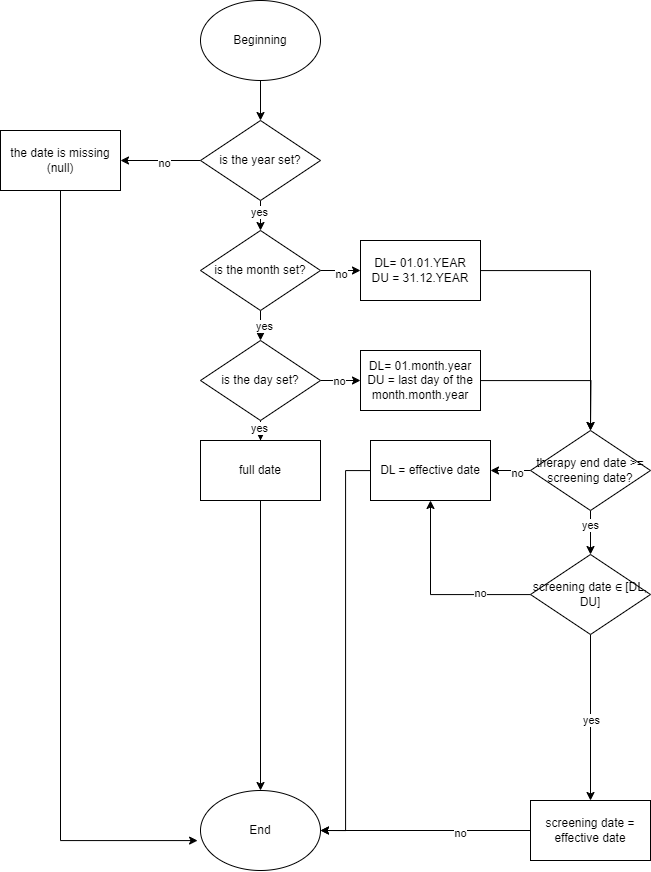 Beginning
is the year set?
no
the date is missing
(null)
yes
is the month set?
no
DL= 01.01.YEAR
DU = 31.12.YEAR
yes
is the day set?
no
DL= 01.month.year
DU = last day of the
month.month.year
yes
full date
DL = effective date
no
therapy end date >=
screening date?
yes
screening date ∈ [DL,
DU]
no
yes
screening date =
effective date
no
End